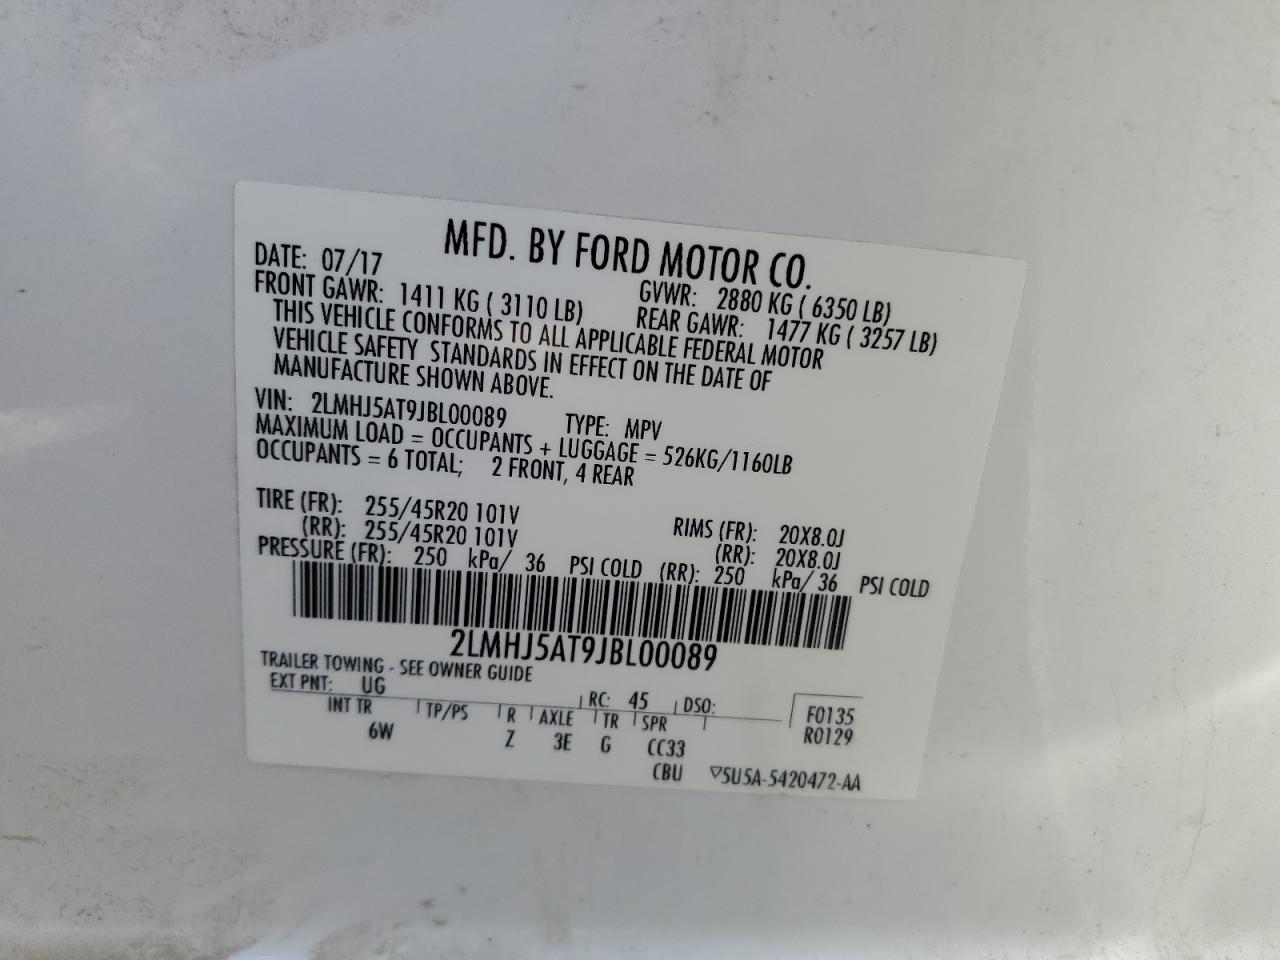 MFD. BY FORD MOTOR CO.
DATE: 07/17 GVWR: 2880 KG ( 6350 LB)
FRONT GAWR: 1411 KG ( 3110 LB) REAR GAWR: 1477 KG ( 3257 LB)
THIS VEHICLE CONFORMS TO ALL APPLICABLE FEDERAL MOTOR
VEHICLE SAFETY STANDARDS IN EFFECT ON THE DATE OF
MANUFACTURE SHOWN ABOVE.
VIN: 2LMHJ5AT9JBL00089 TYPE: MPV
MAXIMUM LOAD = OCCUPANTS + LUGGAGE = 526KG/1160LB
OCCUPANTS = 6 TOTAL; 2 FRONT, 4 REAR
TIRE (FR): 255/45R20 101V RIMS (FR): 20X8.0J
(RR): 255/45R20 101V (RR): 20X8.0J
PRESSURE (FR): 250 kPa/ 36 PSI COLD (RR): 250 kPa/ 36 PSI COLD
2LMHJ5AT9JBL00089
TRAILER TOWING - SEE OWNER GUIDE
EXT PNT: UG RC: 45 DSO: F0135
INT TR TP/PS R AXLE TR SPR R0129
6W Z 3E G CC33
CBU ▽5U5A-5420472-AA